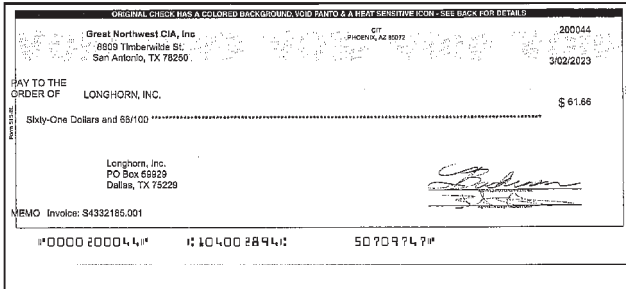 ORIGINAL CHECK HAS A COLORED BACKGROUND, VOID PANTO & A HEAT SENSITIVE ICON - SEE BACK FOR DETAILS
Great Northwest CIA, Inc
6809 Timberwilde St.
San Antonio, TX 78250
CIT
PHOENIX, AZ 85072
200044
3/02/2023
PAY TO THE
ORDER OF LONGHORN, INC.
$ 61.66
Sixty-One Dollars and 66/100
Longhorn, Inc.
PO Box 59929
Dallas, TX 75229
MEMO Invoice: S4332185.001
⑈0000200044⑈ ⑆104002894⑆ 50709747⑈